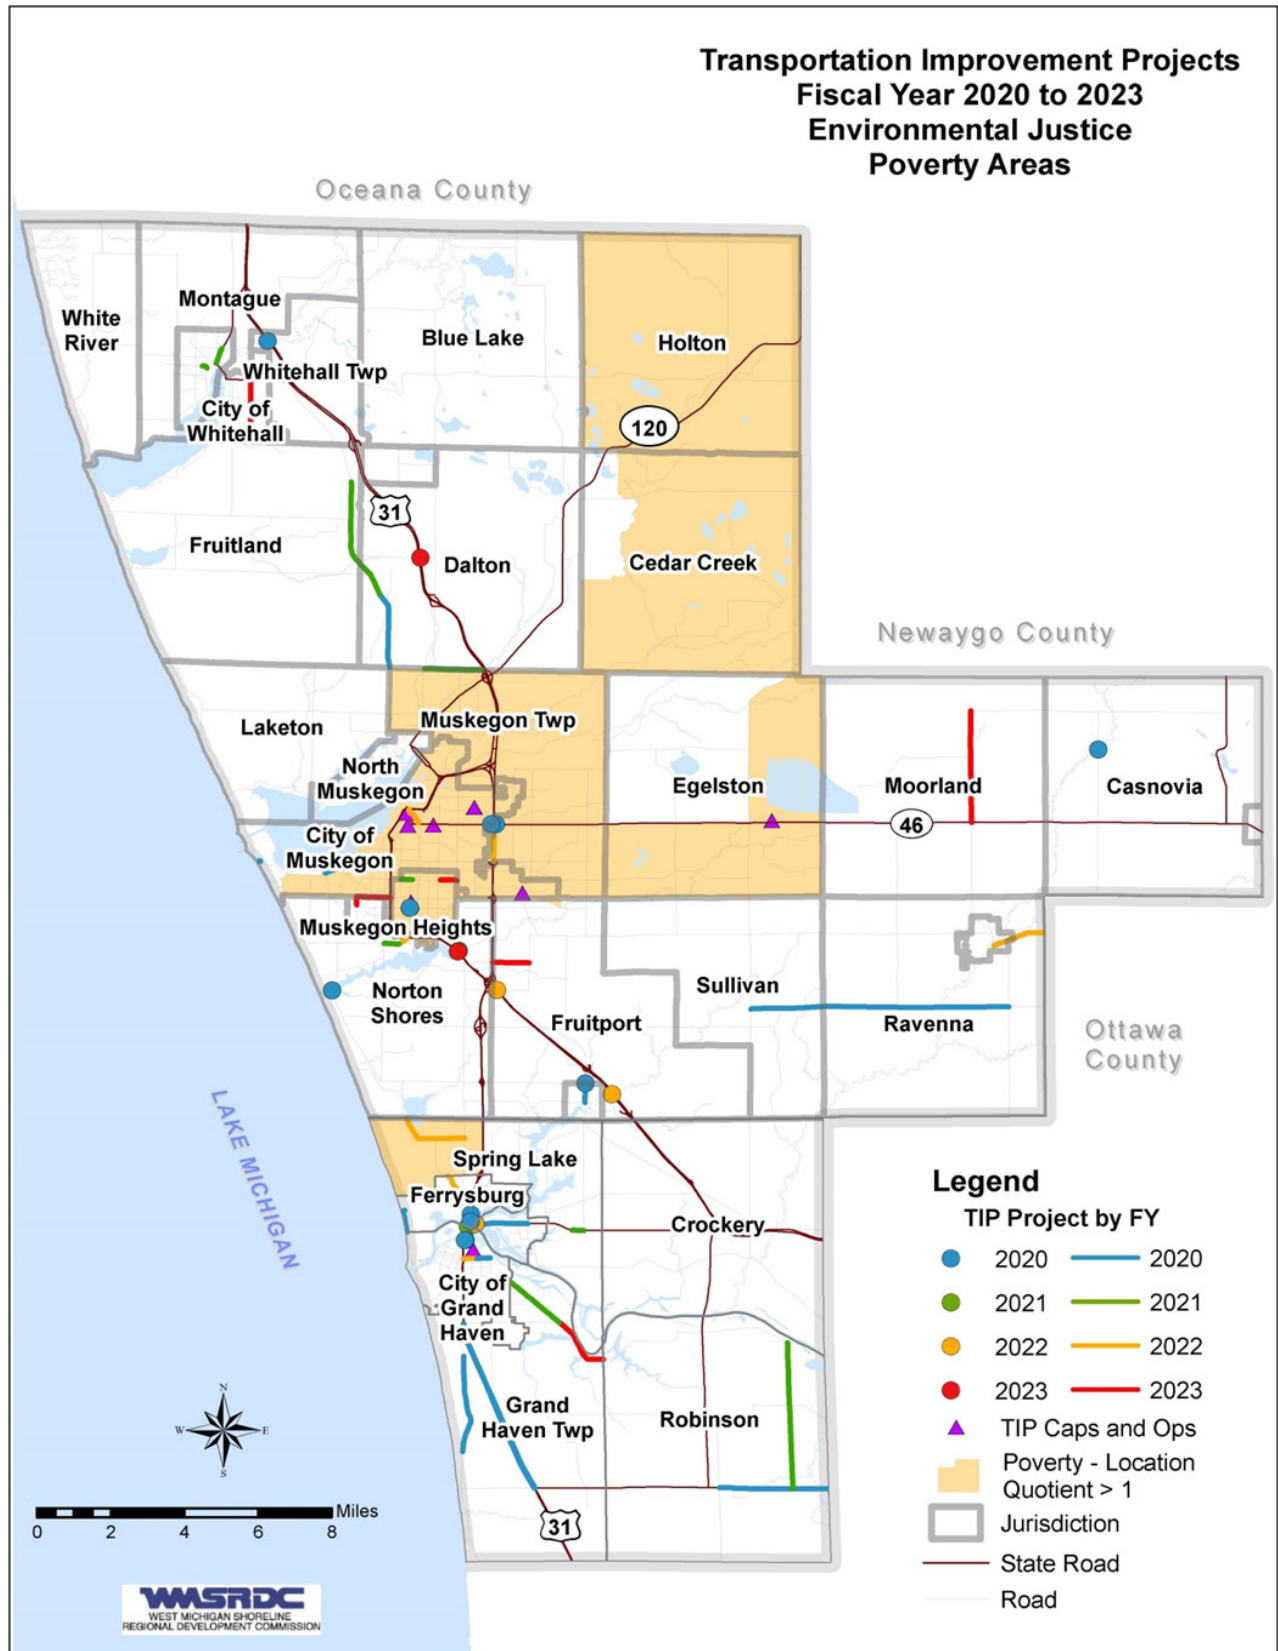 Transportation Improvement Projects
Fiscal Year 2020 to 2023
Environmental Justice
Poverty Areas
Oceana County
Montague
White
River
Blue Lake
Holton
Whitehall Twp
City of
Whitehall
120
31
Fruitland
Dalton
Cedar Creek
Newaygo County
Muskegon Twp
Laketon
North
Muskegon
Egelston
Moorland
Casnovia
46
City of
Muskegon
Muskegon Heights
Norton
Shores
Sullivan
Fruitport
Ravenna
Ottawa
County
LAKE MICHIGAN
Spring Lake
Ferrysburg
Crockery
City of
Grand
Haven
Grand
Haven Twp
Robinson
31
Legend
TIP Project by FY
2020 2020
2021 2021
2022 2022
2023 2023
TIP Caps and Ops
Poverty - Location
Quotient > 1
Jurisdiction
State Road
Road
N
W E
S
Miles
0 2 4 6 8
WMSRDC
WEST MICHIGAN SHORELINE
REGIONAL DEVELOPMENT COMMISSION